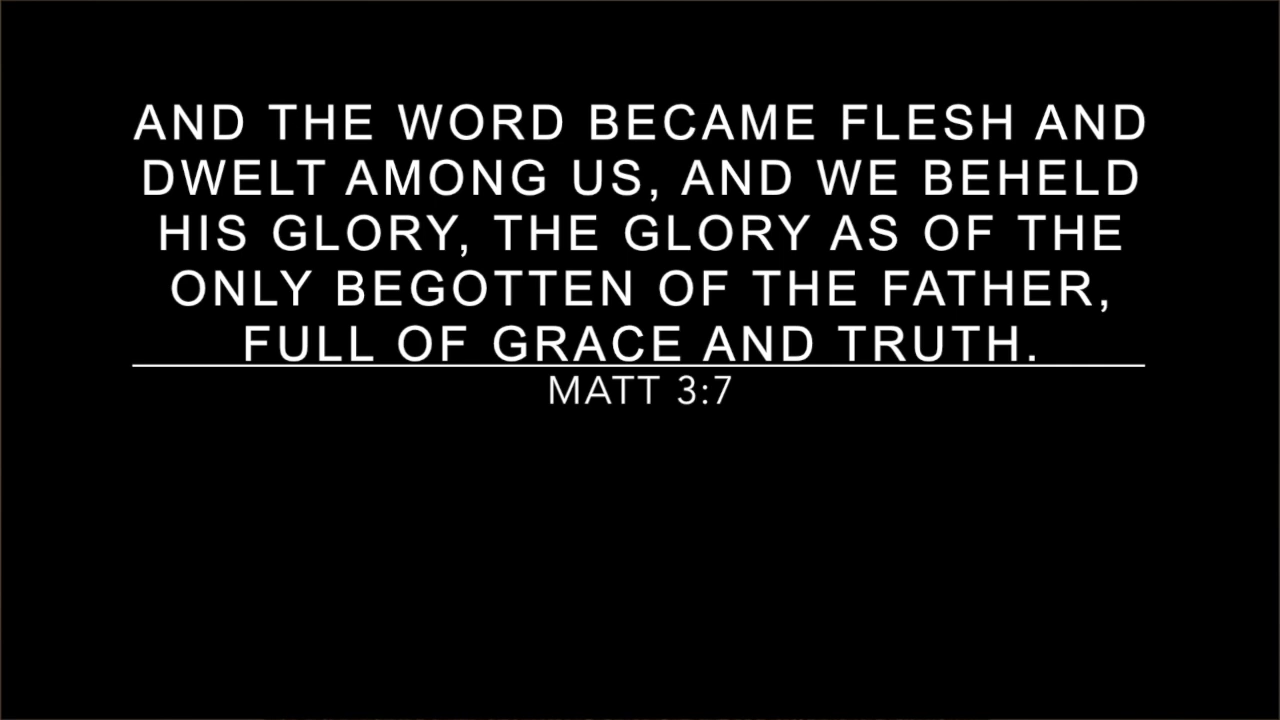 AND THE WORD BECAME FLESH AND
DWELT AMONG US, AND WE BEHELD
HIS GLORY, THE GLORY AS OF THE
ONLY BEGOTTEN OF THE FATHER,
FULL OF GRACE AND TRUTH.
MATT 3:7